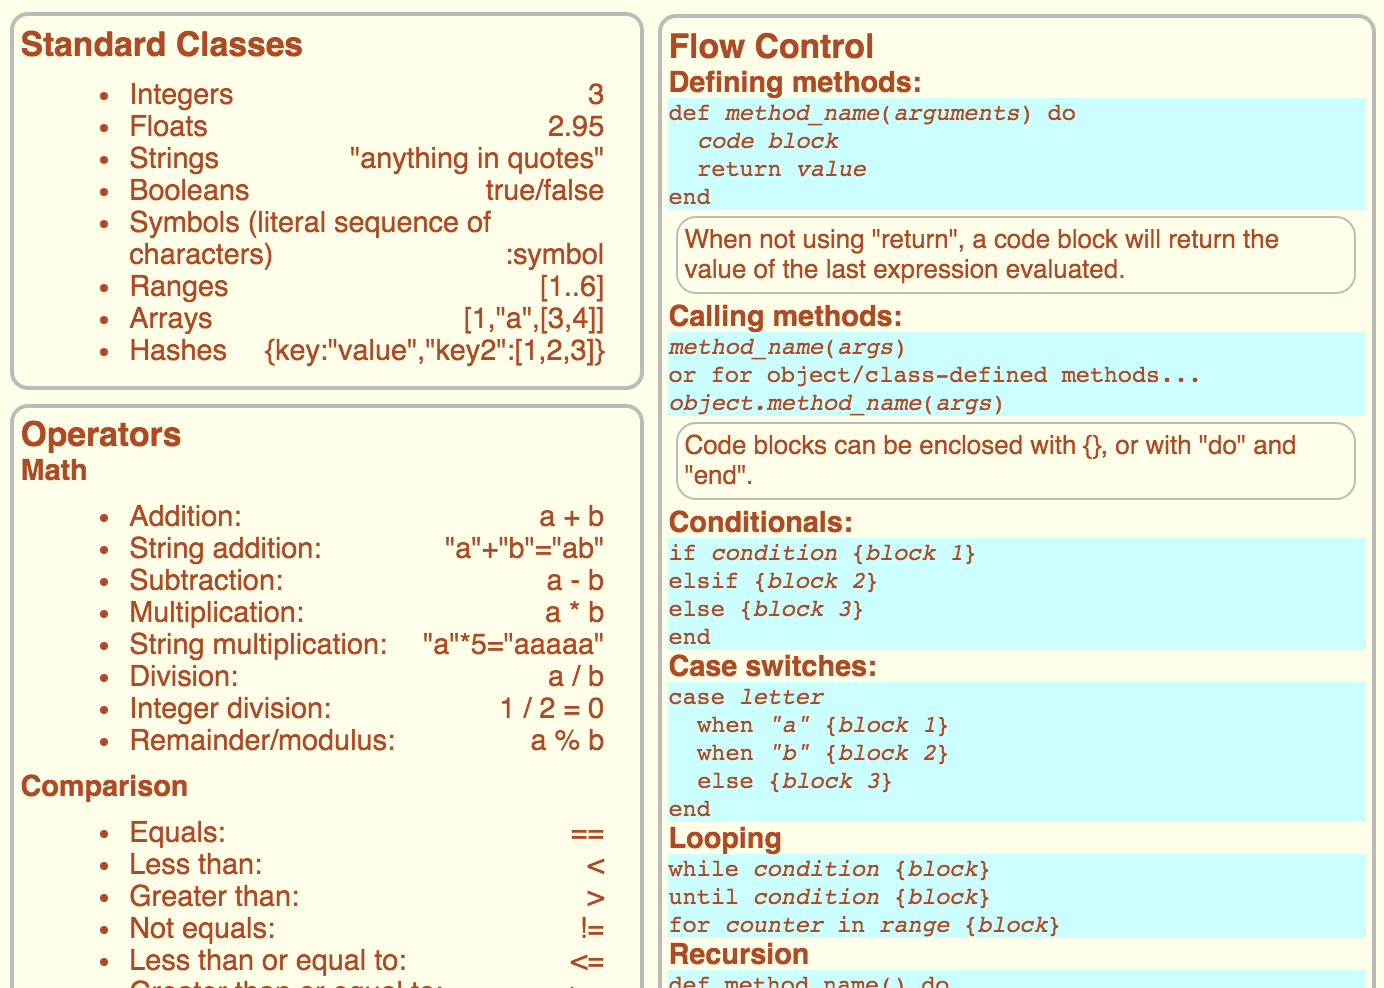 Standard Classes
• Integers 3
• Floats 2.95
• Strings "anything in quotes"
• Booleans true/false
• Symbols (literal sequence of
characters) :symbol
• Ranges [1..6]
• Arrays [1,"a",[3,4]]
• Hashes {key:"value","key2":[1,2,3]}
Operators
Math
• Addition: a + b
• String addition: "a"+"b"="ab"
• Subtraction: a - b
• Multiplication: a * b
• String multiplication: "a"*5="aaaaa"
• Division: a / b
• Integer division: 1 / 2 = 0
• Remainder/modulus: a % b
Comparison
• Equals: ==
• Less than: <
• Greater than: >
• Not equals: !=
• Less than or equal to: <=
Greater than or equal to:
Flow Control
Defining methods:
def method_name(arguments) do
  code block
  return value
end
When not using "return", a code block will return the
value of the last expression evaluated.
Calling methods:
method_name(args)
or for object/class-defined methods...
object.method_name(args)
Code blocks can be enclosed with {}, or with "do" and
"end".
Conditionals:
if condition {block 1}
elsif {block 2}
else {block 3}
end
Case switches:
case letter
  when "a" {block 1}
  when "b" {block 2}
  else {block 3}
end
Looping
while condition {block}
until condition {block}
for counter in range {block}
Recursion
def method_name() do